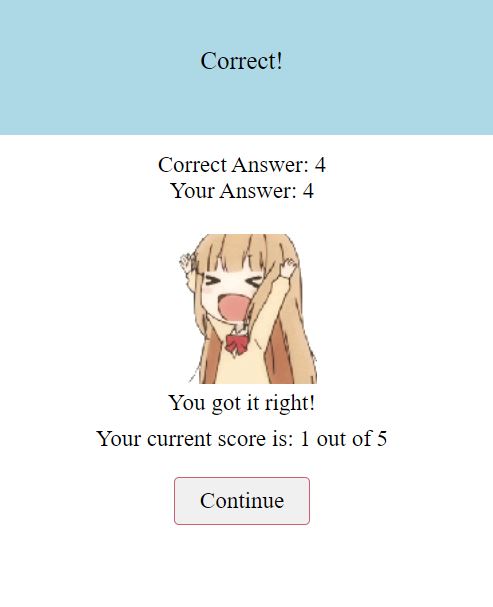 Correct!
Correct Answer: 4
Your Answer: 4
You got it right!
Your current score is: 1 out of 5
Continue